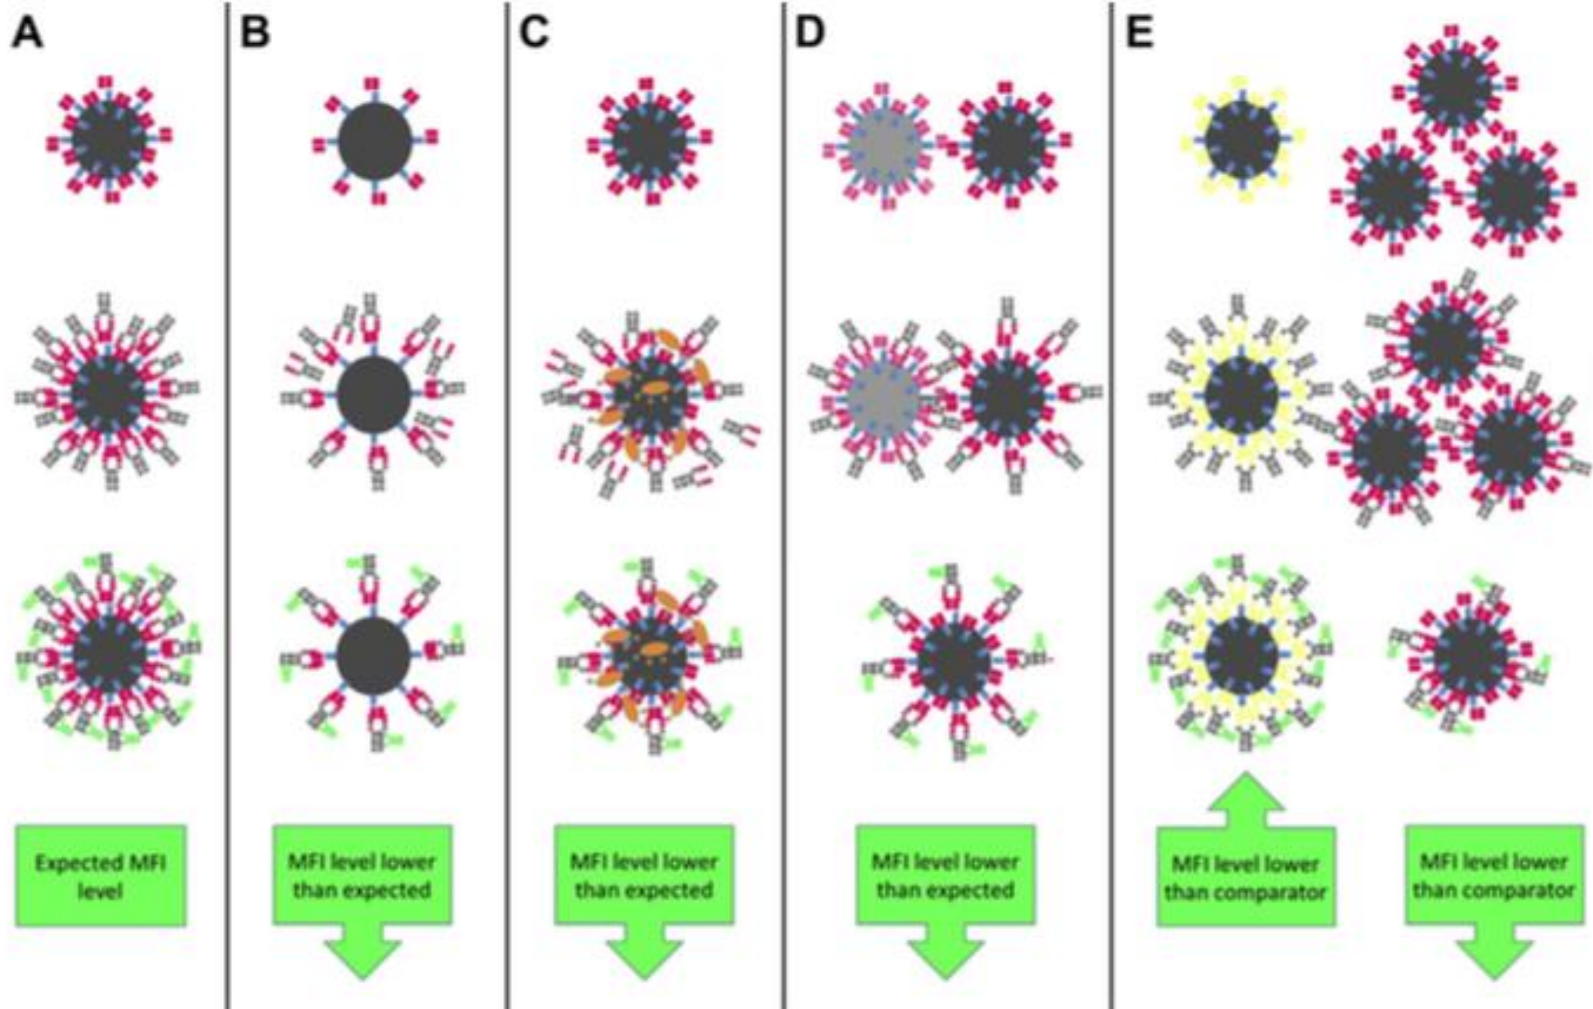 A
B
C
D
E
Expected MFI
level
MFI level lower
than expected
MFI level lower
than expected
MFI level lower
than expected
MFI level lower
than comparator
MFI level lower
than comparator